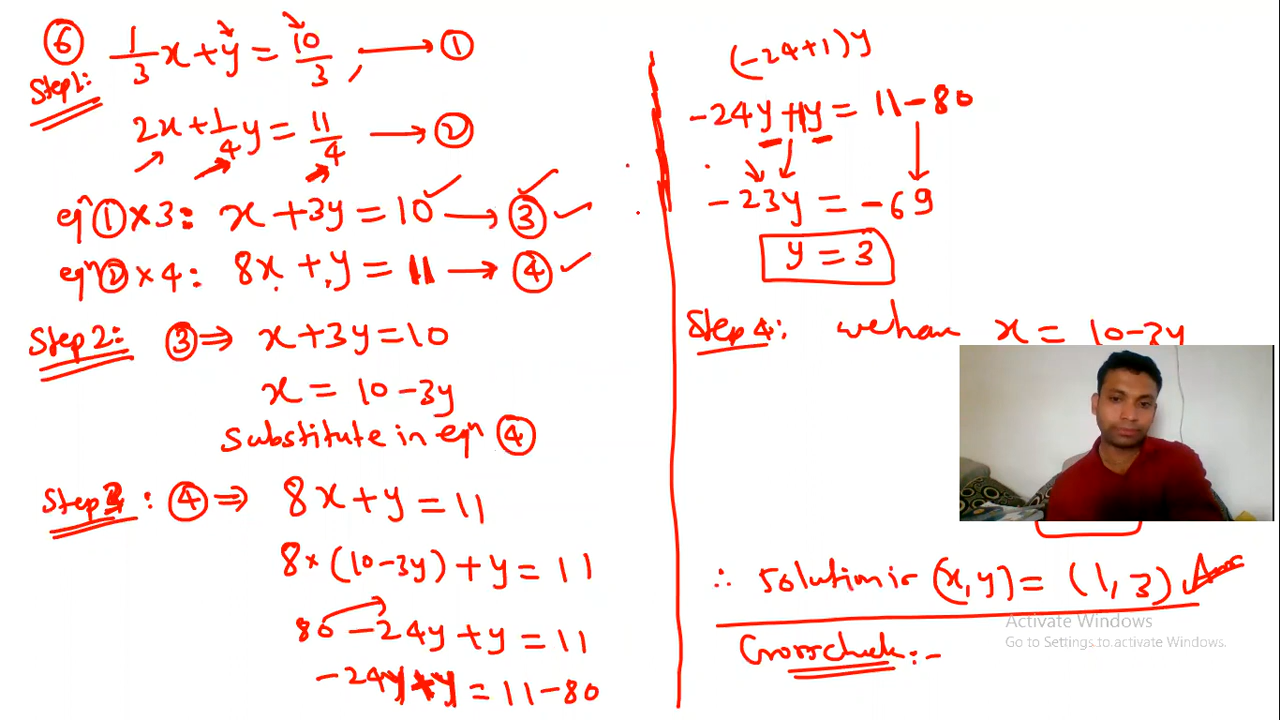 ⑥ 1/3 x + y = 10/3, → ①
Step 1:
2x + 1/4 y = 11/4 → ②
eqⁿ ① × 3: x + 3y = 10 → ③
eqⁿ ② × 4: 8x + y = 11 → ④
Step 2: ③ ⇒ x + 3y = 10
x = 10 - 3y
Substitute in eqⁿ ④
Step 3: ④ ⇒ 8x + y = 11
8 × (10 - 3y) + y = 11
80 - 24y + y = 11
-24y + y = 11 - 80
(-24+1)y
-24y + 1y = 11 - 80
-23y = -69
y = 3
Step 4: we have x = 10 - 3y
∴ Solution is (x, y) = (1, 3) Ans
Crosscheck:-
Activate Windows
Go to Settings to activate Windows.